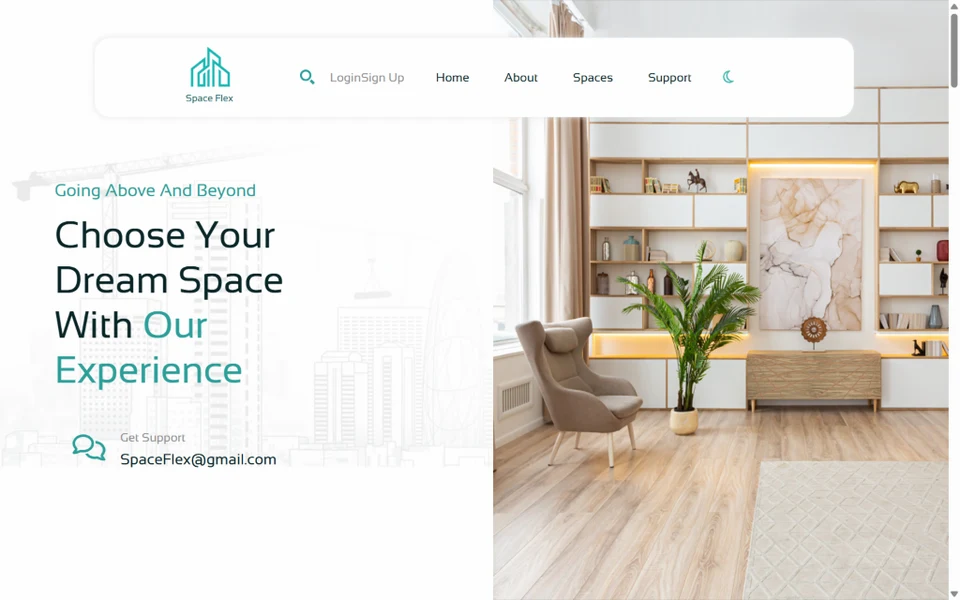 Space Flex
LoginSign Up
Home
About
Spaces
Support
Going Above And Beyond
Choose Your
Dream Space
With Our
Experience
Get Support
SpaceFlex@gmail.com